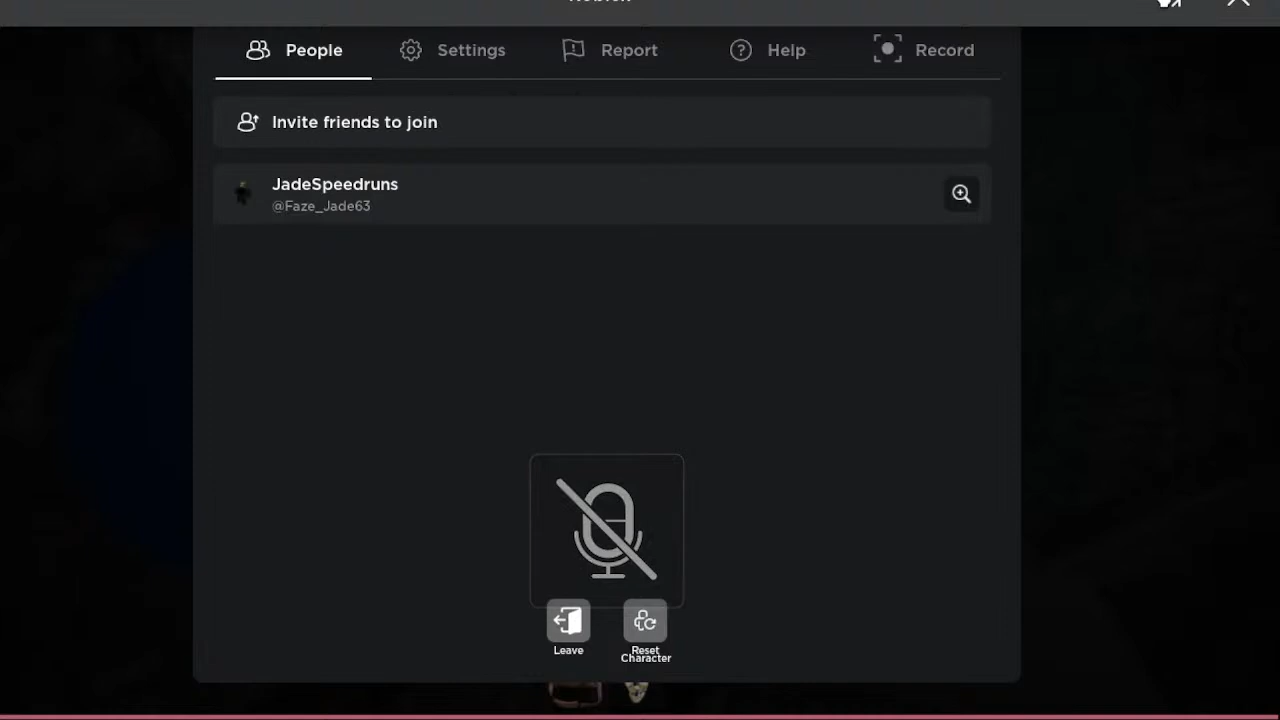 People
Settings
Report
Help
Record
Invite friends to join
JadeSpeedruns
@Faze_Jade63
Leave
Reset
Character